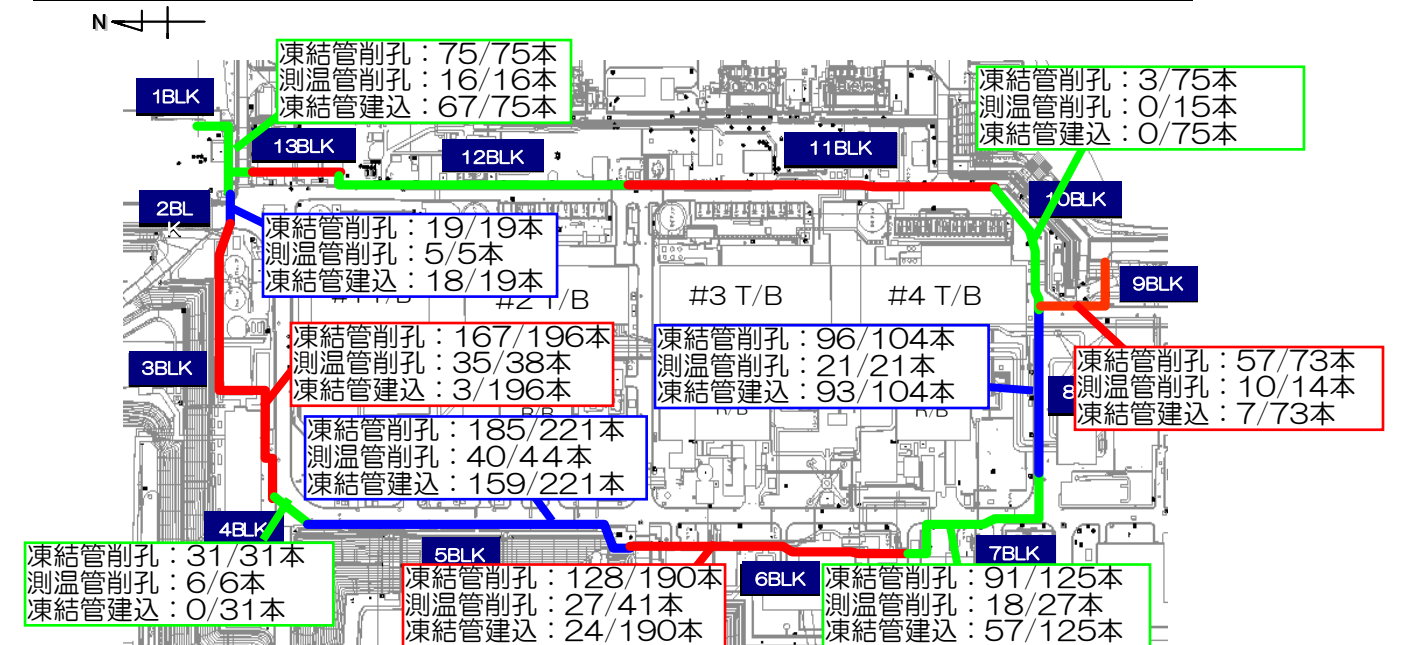 N
凍結管削孔：75/75本
測温管削孔：16/16本
凍結管建込：67/75本
凍結管削孔：3/75本
測温管削孔：0/15本
凍結管建込：0/75本
1BLK
13BLK
12BLK
11BLK
10BLK
2BL
K
凍結管削孔：19/19本
測温管削孔：5/5本
凍結管建込：18/19本
9BLK
#1 T/B
#2 T/B
#3 T/B
#4 T/B
3BLK
凍結管削孔：167/196本
測温管削孔：35/38本
凍結管建込：3/196本
凍結管削孔：96/104本
測温管削孔：21/21本
凍結管建込：93/104本
凍結管削孔：57/73本
測温管削孔：10/14本
凍結管建込：7/73本
8
R/B
R/B
R/B
凍結管削孔：185/221本
測温管削孔：40/44本
凍結管建込：159/221本
4BLK
5BLK
6BLK
7BLK
凍結管削孔：31/31本
測温管削孔：6/6本
凍結管建込：0/31本
凍結管削孔：128/190本
測温管削孔：27/41本
凍結管建込：24/190本
凍結管削孔：91/125本
測温管削孔：18/27本
凍結管建込：57/125本